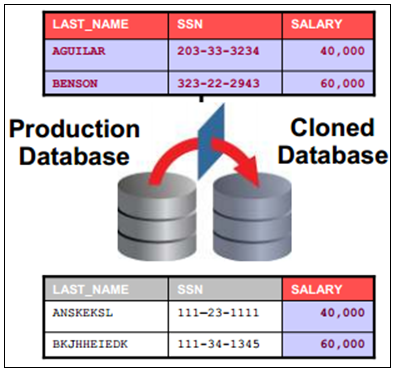 LAST_NAME SSN SALARY
AGUILAR 203-33-3234 40,000
BENSON 323-22-2943 60,000
Production Database
Cloned Database
LAST_NAME SSN SALARY
ANSKEKSL 111—23-1111 40,000
BKJHHEIEDK 111-34-1345 60,000